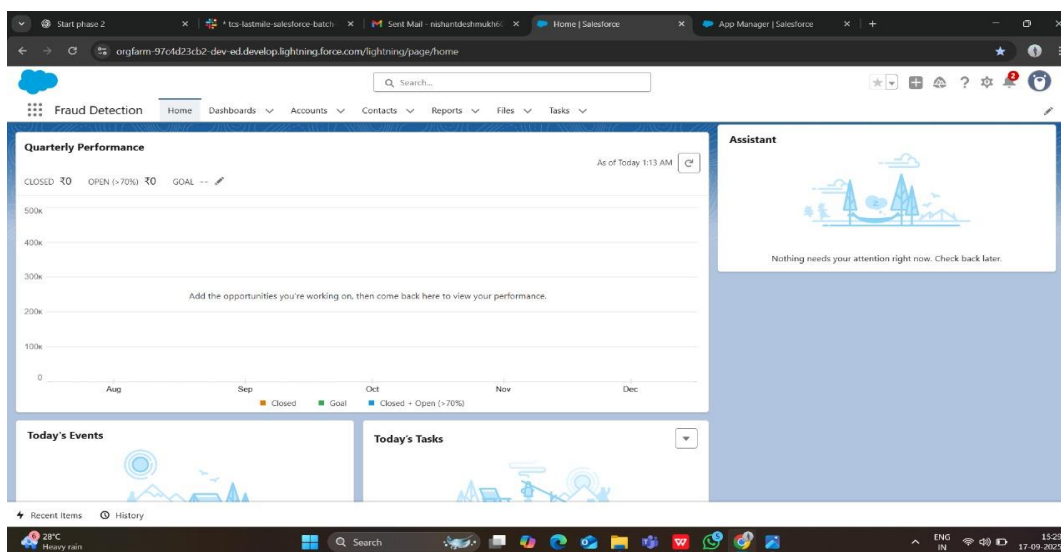 Start phase 2
* tcs-lastmile-salesforce-batch-
Sent Mail - nishantdeshmukh6
Home | Salesforce
App Manager | Salesforce
orgfarm-97c4d23cb2-dev-ed.develop.lightning.force.com/lightning/page/home
Search...
2
Fraud Detection Home Dashboards Accounts Contacts Reports Files Tasks
Quarterly Performance
As of Today 1:13 AM
CLOSED ₹0 OPEN (>70%) ₹0 GOAL --
500K
400K
300K
Add the opportunities you're working on, then come back here to view your performance.
200K
100K
0
Aug Sep Oct Nov Dec
Closed Goal Closed + Open (>70%)
Assistant
Nothing needs your attention right now. Check back later.
Today's Events
Today's Tasks
Recent Items History
28°C
Heavy rain
Search
ENG
IN
17-09-2025